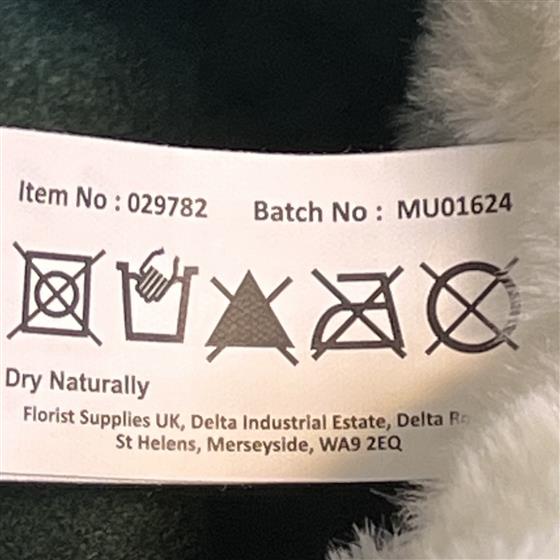 Item No : 029782 Batch No : MU01624
Dry Naturally
Florist Supplies UK, Delta Industrial Estate, Delta
St Helens, Merseyside, WA9 2EQ